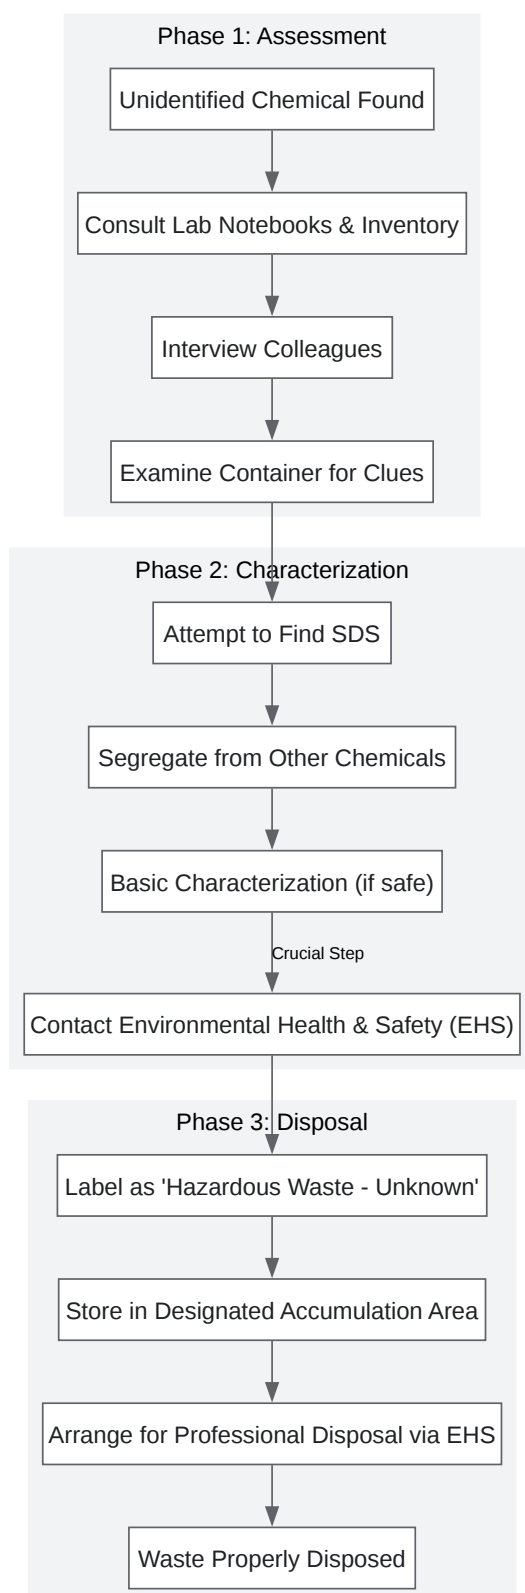 Phase 1: Assessment
Unidentified Chemical Found
Consult Lab Notebooks & Inventory
Interview Colleagues
Examine Container for Clues
Phase 2: Characterization
Attempt to Find SDS
Segregate from Other Chemicals
Basic Characterization (if safe)
Crucial Step
Contact Environmental Health & Safety (EHS)
Phase 3: Disposal
Label as 'Hazardous Waste - Unknown'
Store in Designated Accumulation Area
Arrange for Professional Disposal via EHS
Waste Properly Disposed